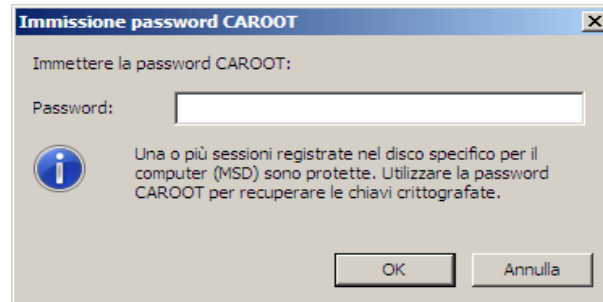 Immissione password CAROOT
Immettere la password CAROOT:
Password:
Una o più sessioni registrate nel disco specifico per il
computer (MSD) sono protette. Utilizzare la password
CAROOT per recuperare le chiavi crittografate.
OK
Annulla